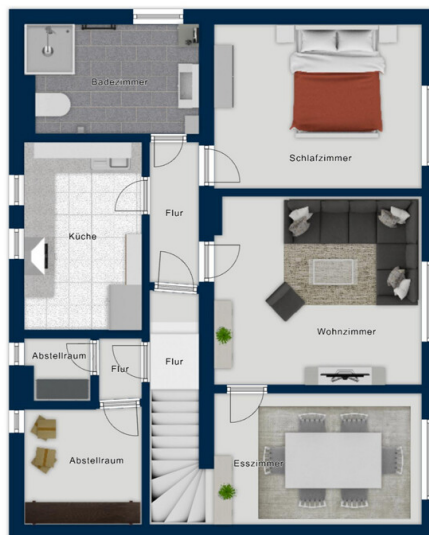 Badezimmer
Schlafzimmer
Flur
Küche
Wohnzimmer
Abstellraum
Flur
Flur
Abstellraum
Esszimmer